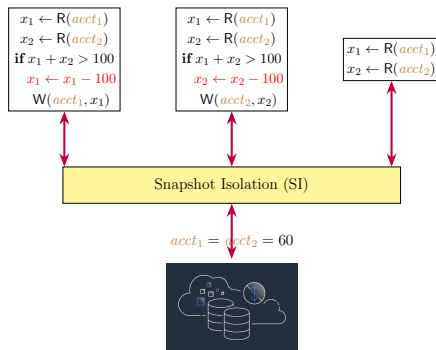 x₁ ← R(acct₁)
x₂ ← R(acct₂)
if x₁ + x₂ > 100
x₁ ← x₁ − 100
W(acct₁, x₁)
x₁ ← R(acct₁)
x₂ ← R(acct₂)
if x₁ + x₂ > 100
x₂ ← x₂ − 100
W(acct₂, x₂)
x₁ ← R(acct₁)
x₂ ← R(acct₂)
Snapshot Isolation (SI)
acct₁ = acct₂ = 60
$